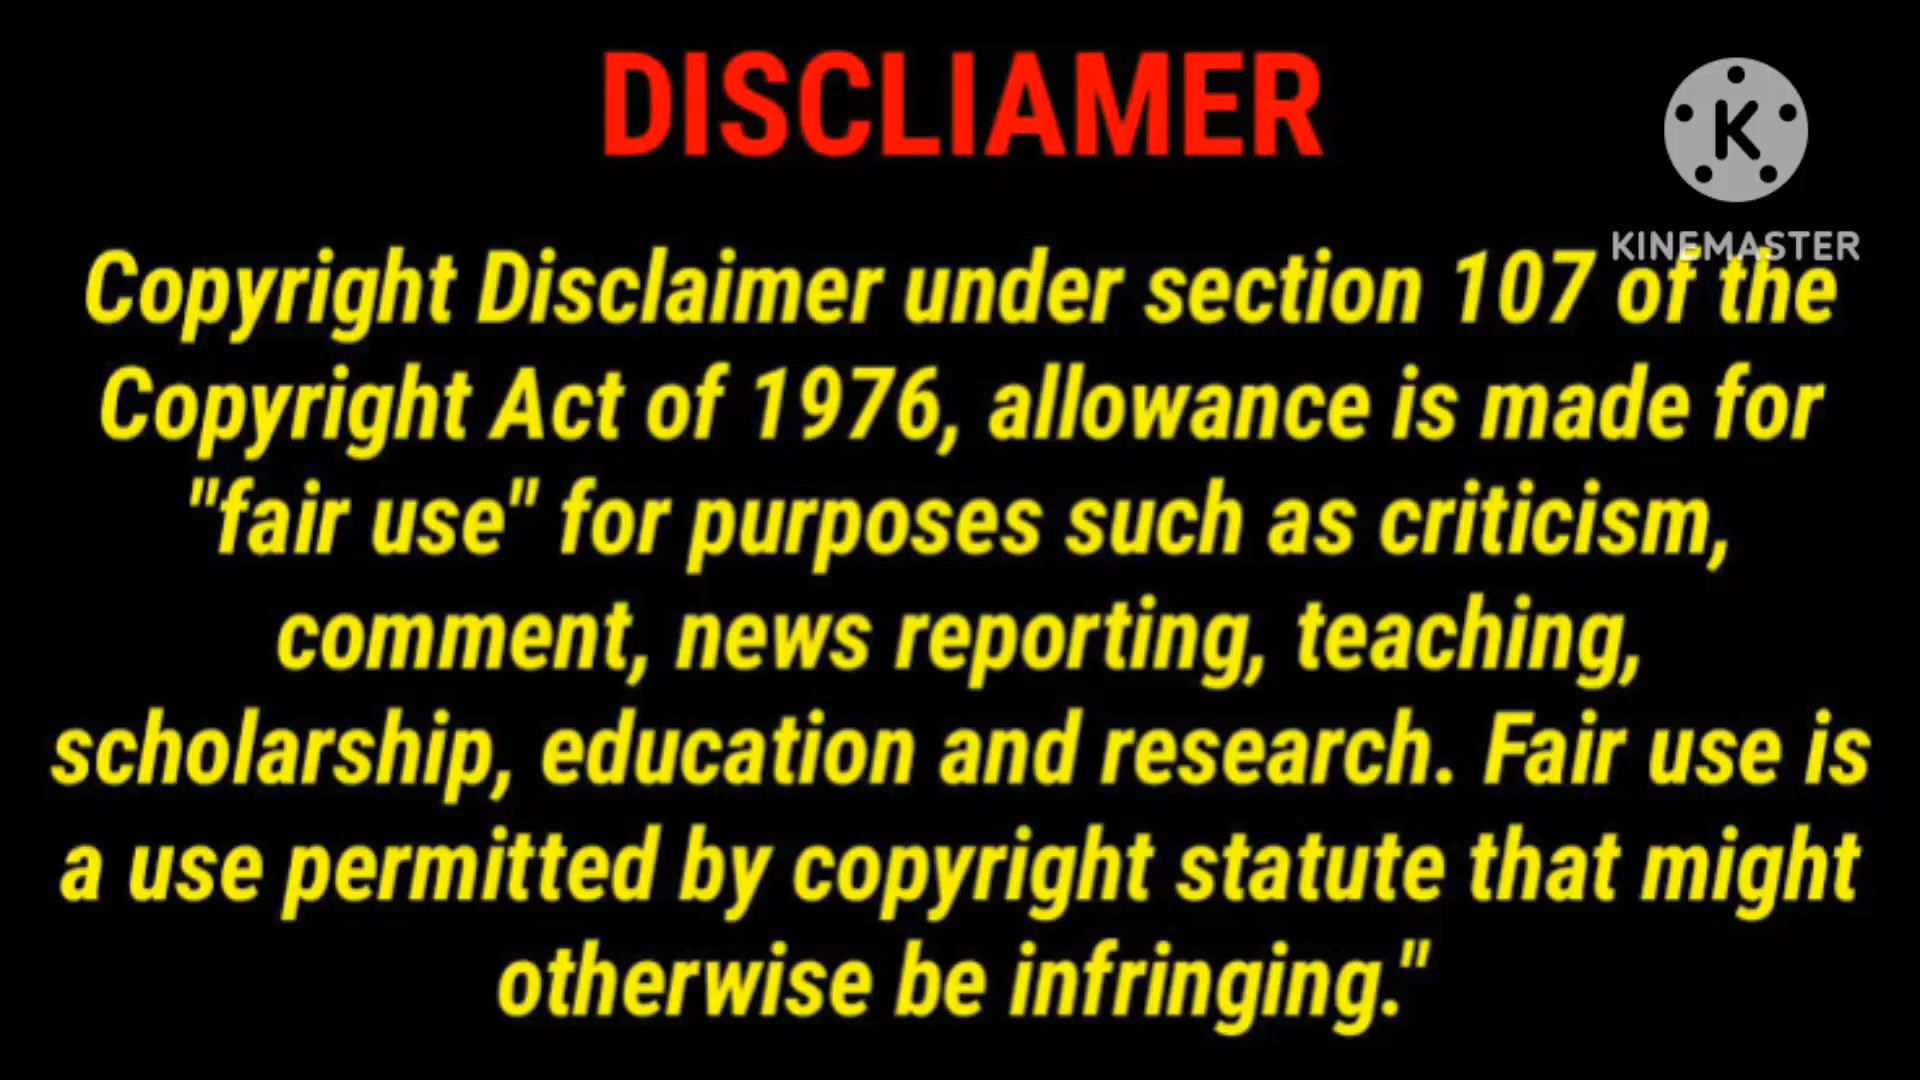 DISCLIAMER
K
KINEMASTER
Copyright Disclaimer under section 107 of the
Copyright Act of 1976, allowance is made for
"fair use" for purposes such as criticism,
comment, news reporting, teaching,
scholarship, education and research. Fair use is
a use permitted by copyright statute that might
otherwise be infringing."